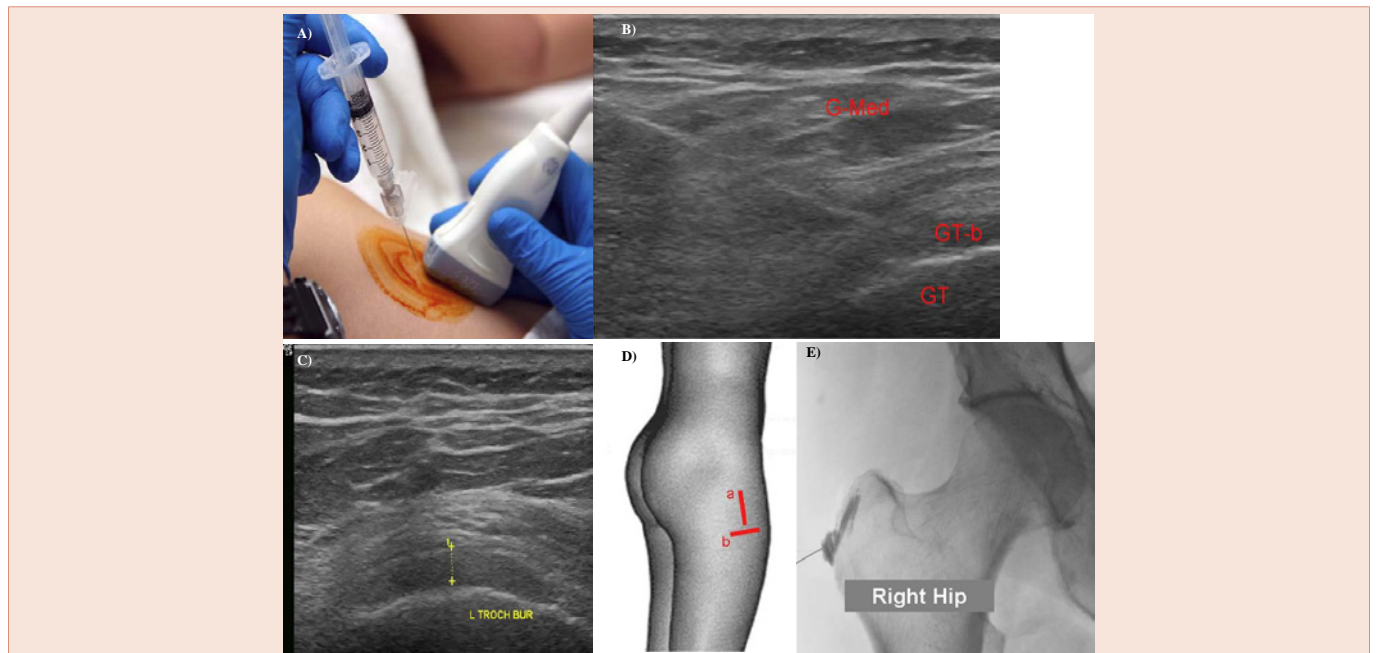 A)
B)
G-Med
GT-b
GT
C)
L TROCH BUR
D)
a
b
E)
Right Hip